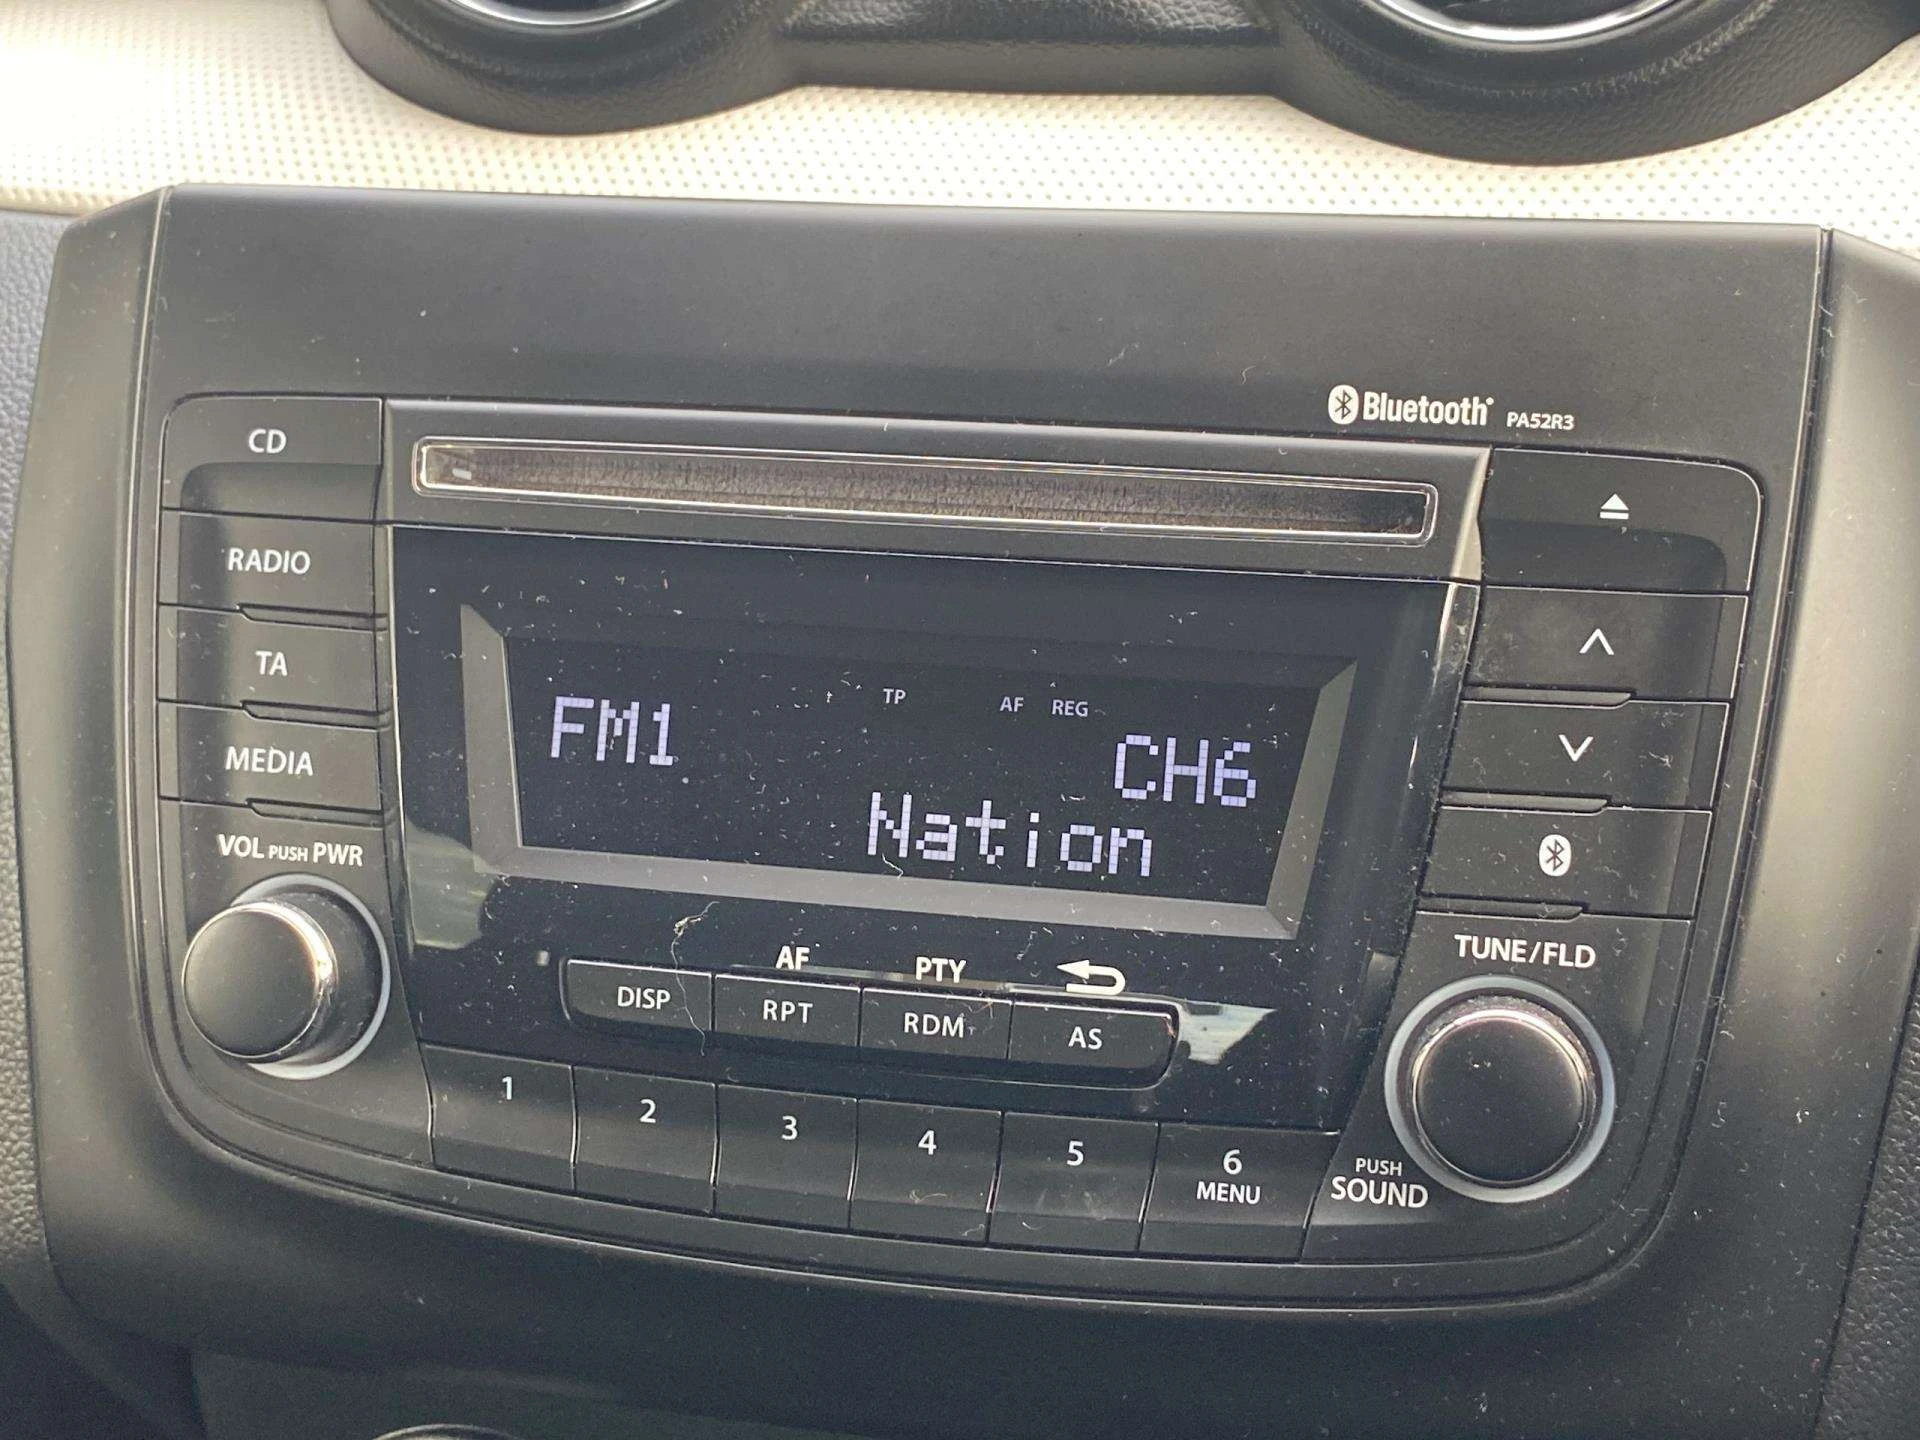 Bluetooth PA52R3
CD
RADIO
TA
MEDIA
VOL PUSH PWR
TP AF REG
FM1 CH6
Nation
AF PTY
DISP RPT RDM AS
1 2 3 4 5 6
MENU
TUNE/FLD
PUSH
SOUND